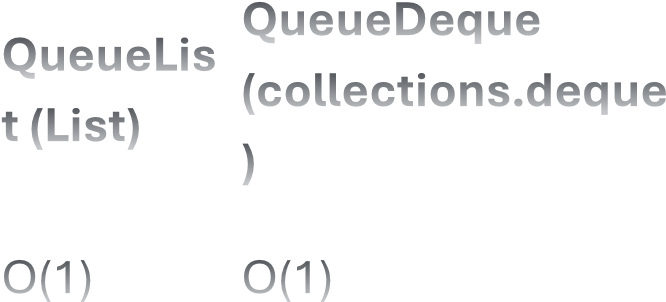 QueueLis
t (List)
QueueDeque
(collections.deque
)
O(1)
O(1)